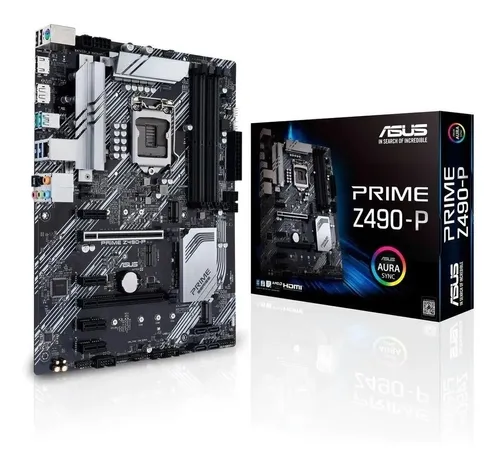 PRIME Z490-P
ASUS
PRIME
ASUS
IN SEARCH OF INCREDIBLE
PRIME
Z490-P
ASUS
AURA
SYNC
HDMI
ASUS
PRIME
Z490-P